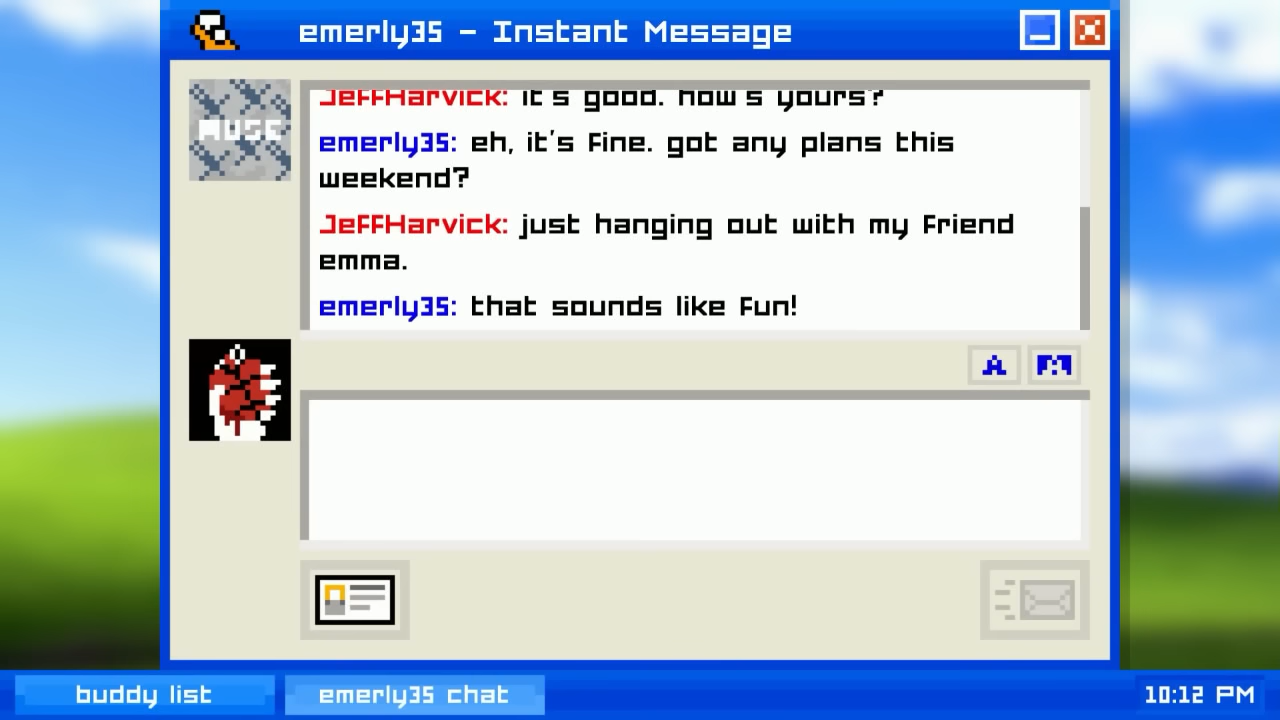 emerly35 - Instant Message
MUSE
JeffHarvick: it's good. how's yours?
emerly35: eh, it's fine. got any plans this
weekend?
JeffHarvick: just hanging out with my friend
emma.
emerly35: that sounds like fun!
A
buddy list
emerly35 chat
10:12 PM